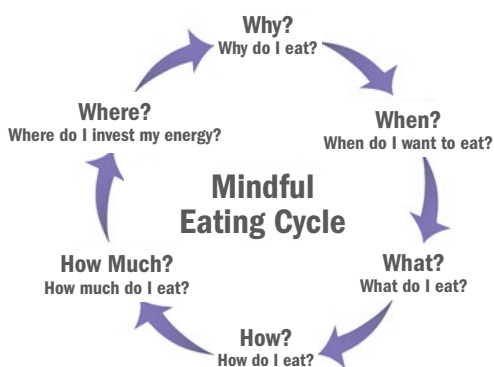 Why?
Why do I eat?
When?
When do I want to eat?
What?
What do I eat?
How?
How do I eat?
How Much?
How much do I eat?
Where?
Where do I invest my energy?
Mindful
Eating Cycle